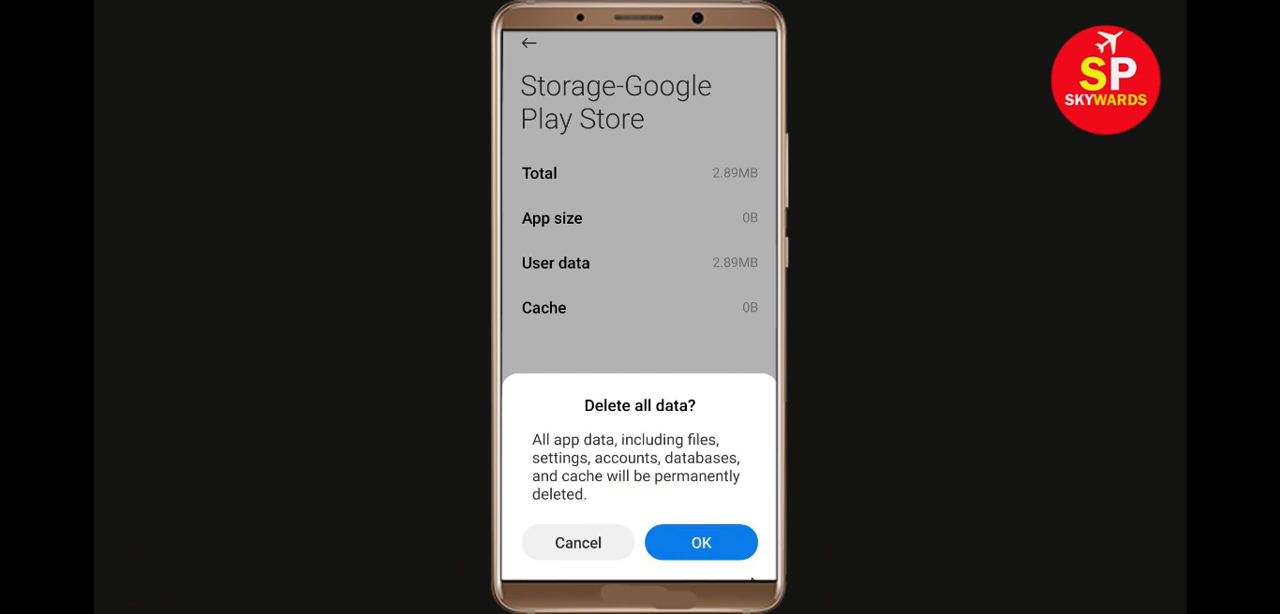 SP
SKYWARDS
Storage-Google
Play Store
Total 2.89MB
App size 0B
User data 2.89MB
Cache 0B
Delete all data?
All app data, including files,
settings, accounts, databases,
and cache will be permanently
deleted.
Cancel OK